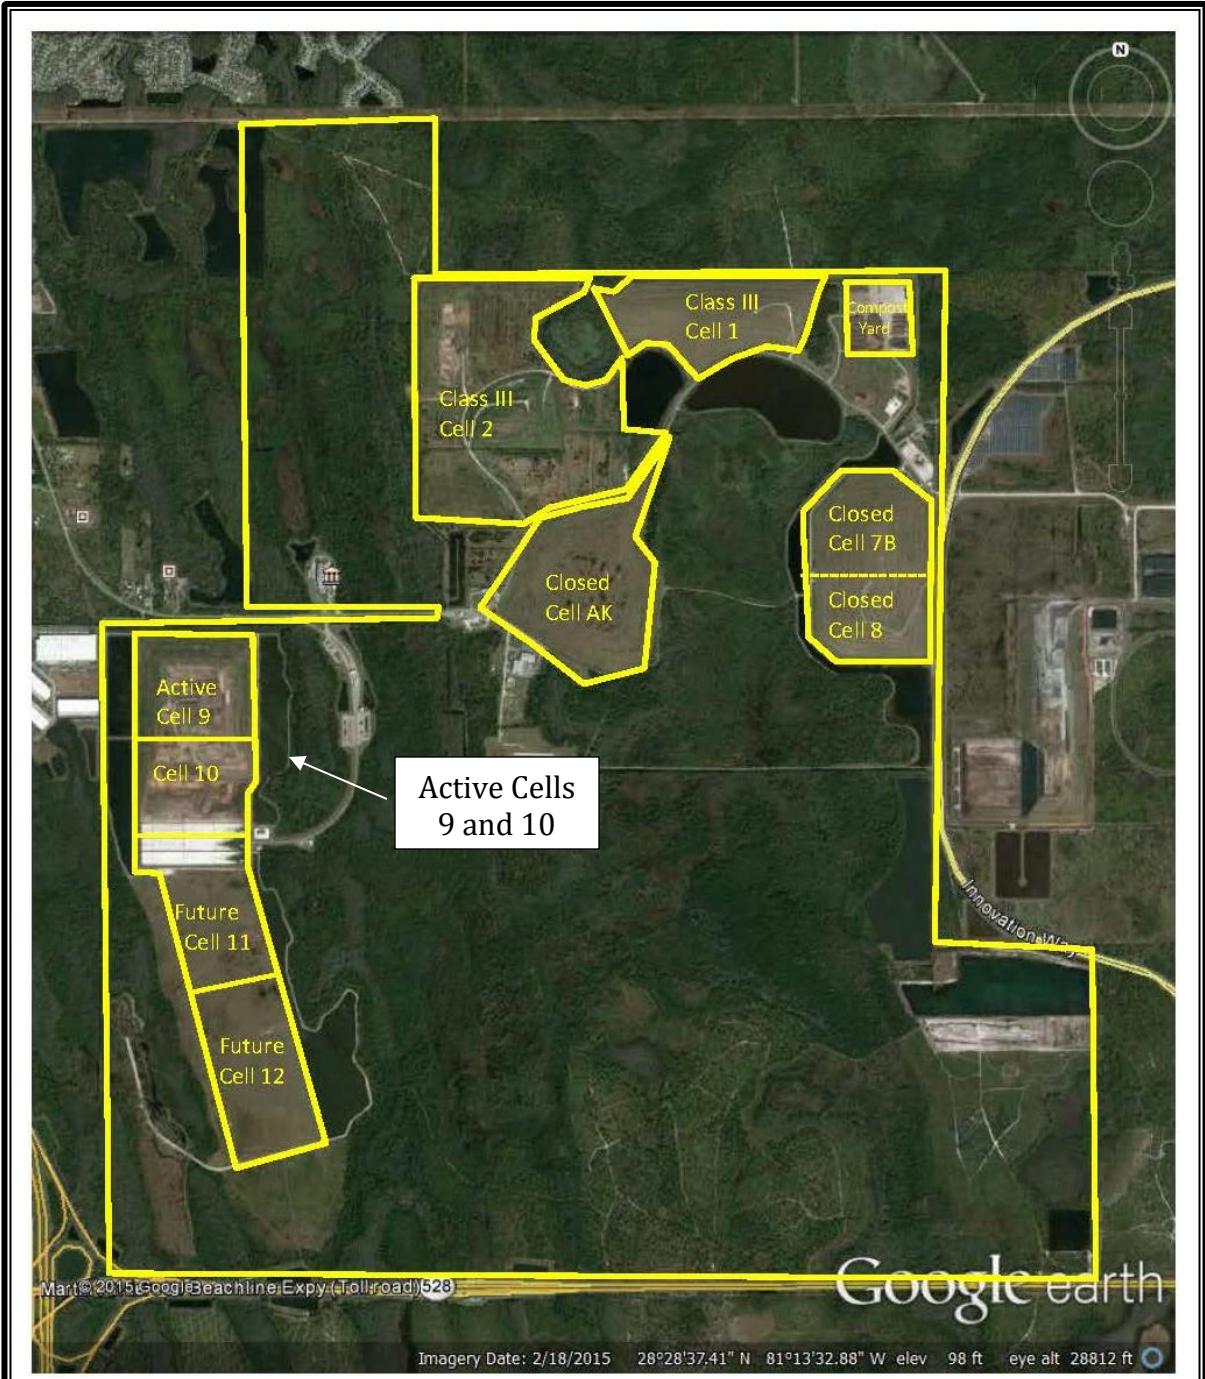 N
Class III
Cell 1
Compost
Yard
Class III
Cell 2
Closed
Cell 7B
Closed
Cell AK
Closed
Cell 8
Active
Cell 9
Cell 10
Active Cells
9 and 10
Future
Cell 11
Innovation Way
Future
Cell 12
Google earth
© 2015 Google
Beachline Expy (Toll road) 528
Imagery Date: 2/18/2015 28°28'37.41" N 81°13'32.88" W elev 98 ft eye alt 28812 ft